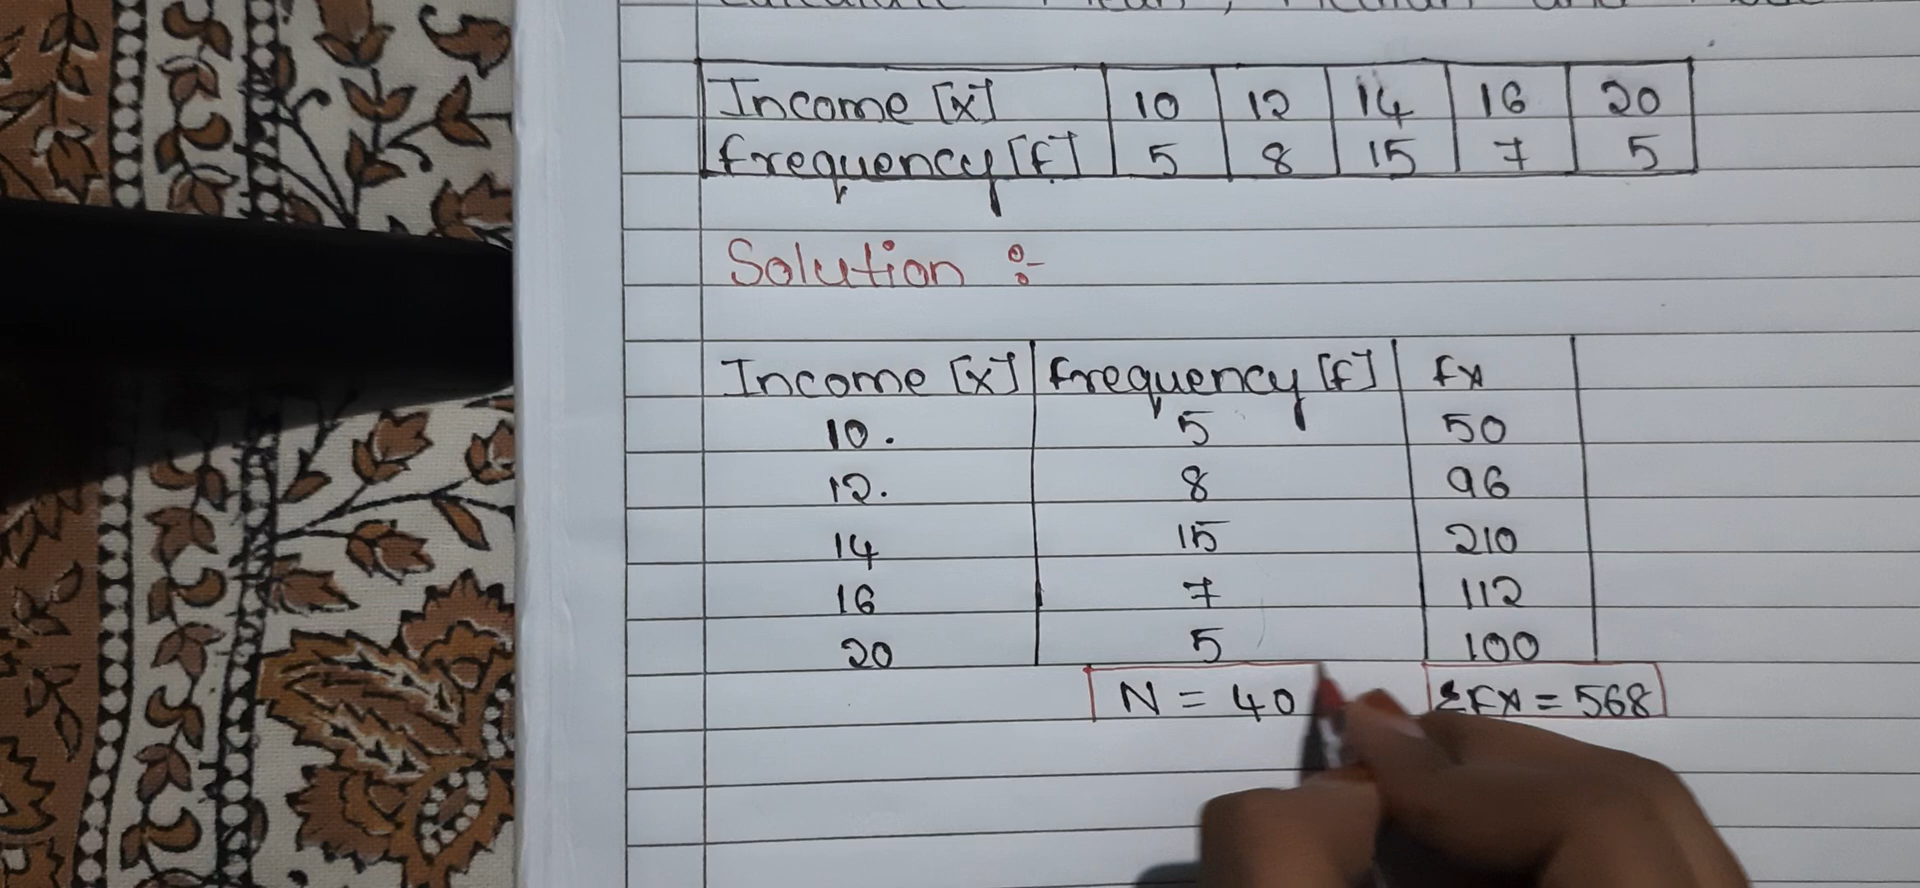 Income [x] 10 12 14 16 20
frequency [f] 5 8 15 7 5
Solution :-
Income [x] frequency [f] fx
10. 5 50
12. 8 96
14 15 210
16 7 112
20 5 100
N = 40 ΣFx = 568